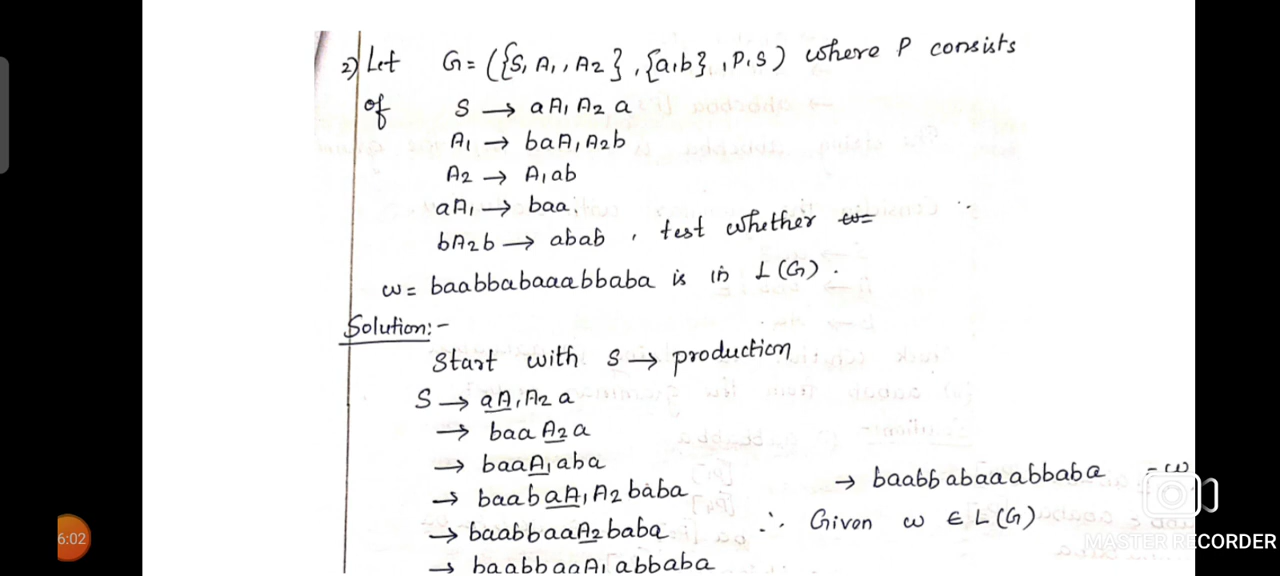 2) Let G = ({S, A₁, A₂}, {a,b}, P, S) where P consists
of S → aA₁A₂a
A₁ → baA₁A₂b
A₂ → A₁ab
aA₁ → baa.
bA₂b → abab, test whether w=
w = baabbabaaabbaba is in L(G).
Solution:-
Start with S → production
S → aA₁A₂a
→ baaA₂a
→ baaA₁aba
→ baabaA₁A₂baba
→ baabbaaA₂baba
→ baabbaaA₁abbaba
→ baabbabaaabbaba = w
∴ Given w ∈ L(G)
6:02
MASTER RECORDER